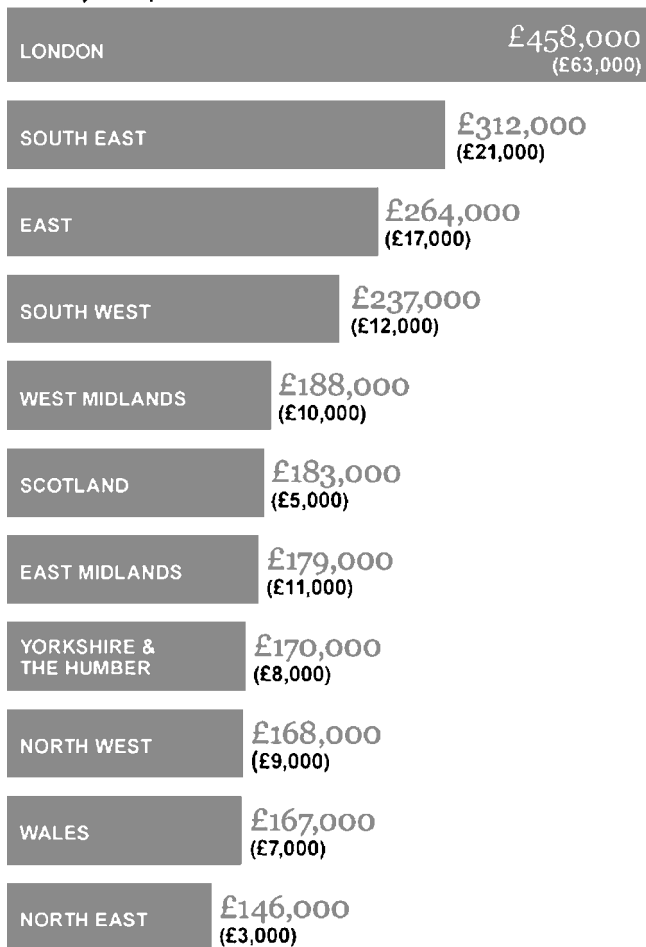 LONDON
£458,000
(£63,000)
SOUTH EAST
£312,000
(£21,000)
EAST
£264,000
(£17,000)
SOUTH WEST
£237,000
(£12,000)
WEST MIDLANDS
£188,000
(£10,000)
SCOTLAND
£183,000
(£5,000)
EAST MIDLANDS
£179,000
(£11,000)
YORKSHIRE &
THE HUMBER
£170,000
(£8,000)
NORTH WEST
£168,000
(£9,000)
WALES
£167,000
(£7,000)
NORTH EAST
£146,000
(£3,000)